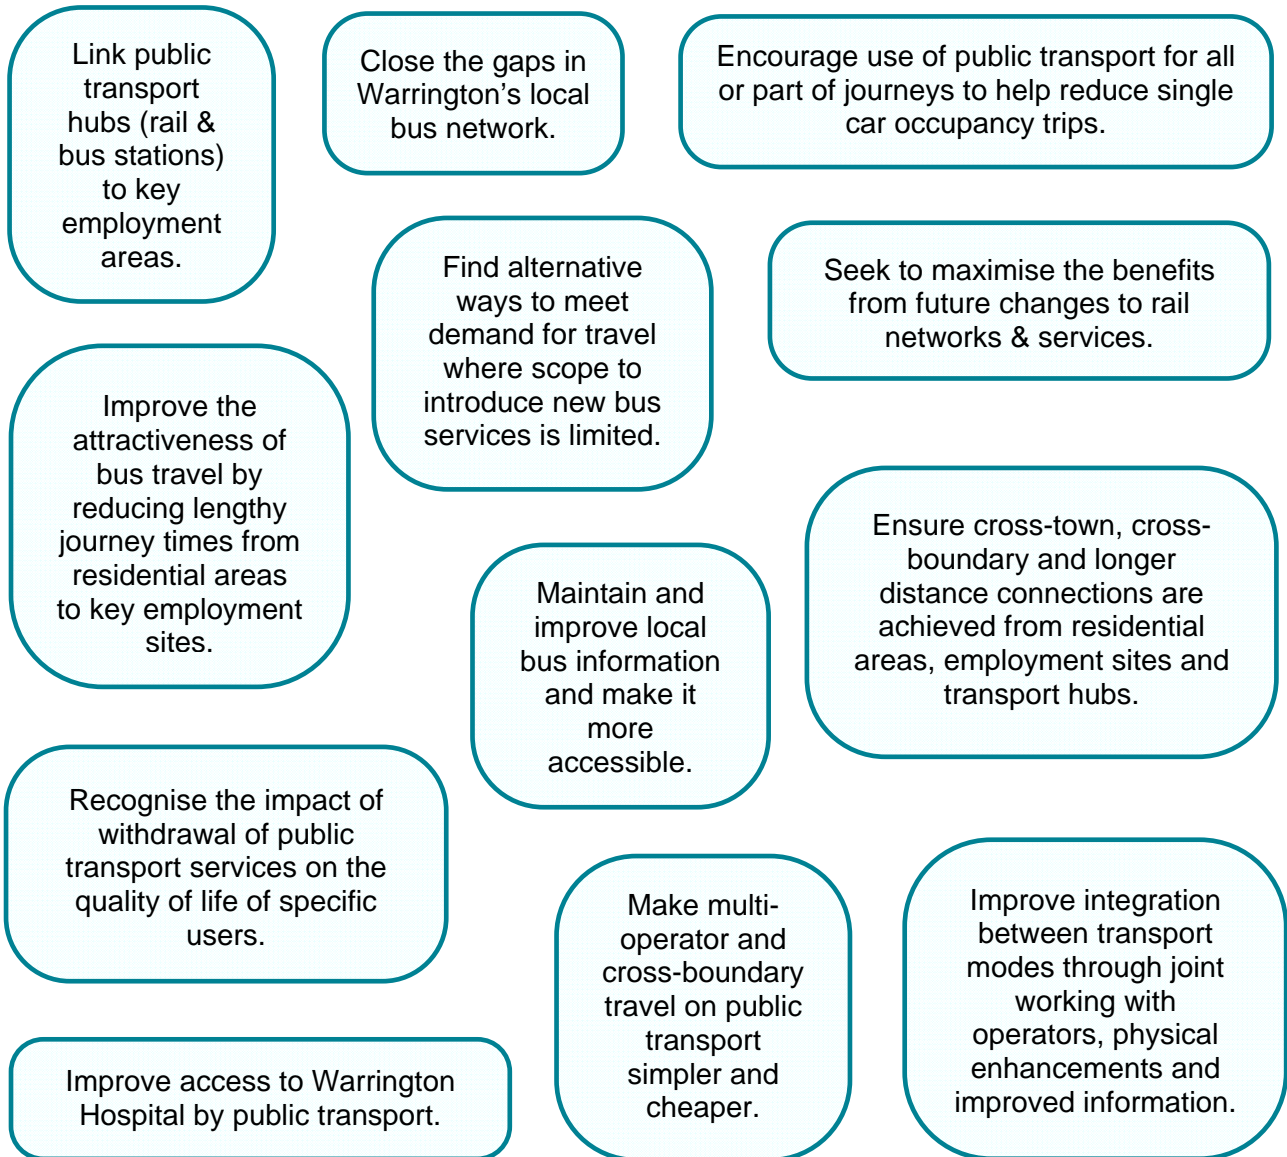 Link public
transport
hubs (rail &
bus stations)
to key
employment
areas.
Close the gaps in
Warrington’s local
bus network.
Encourage use of public transport for all
or part of journeys to help reduce single
car occupancy trips.
Find alternative
ways to meet
demand for travel
where scope to
introduce new bus
services is limited.
Seek to maximise the benefits
from future changes to rail
networks & services.
Improve the
attractiveness of
bus travel by
reducing lengthy
journey times from
residential areas
to key employment
sites.
Maintain and
improve local
bus information
and make it
more
accessible.
Ensure cross-town, cross-
boundary and longer
distance connections are
achieved from residential
areas, employment sites and
transport hubs.
Recognise the impact of
withdrawal of public
transport services on the
quality of life of specific
users.
Make multi-
operator and
cross-boundary
travel on public
transport
simpler and
cheaper.
Improve integration
between transport
modes through joint
working with
operators, physical
enhancements and
improved information.
Improve access to Warrington
Hospital by public transport.